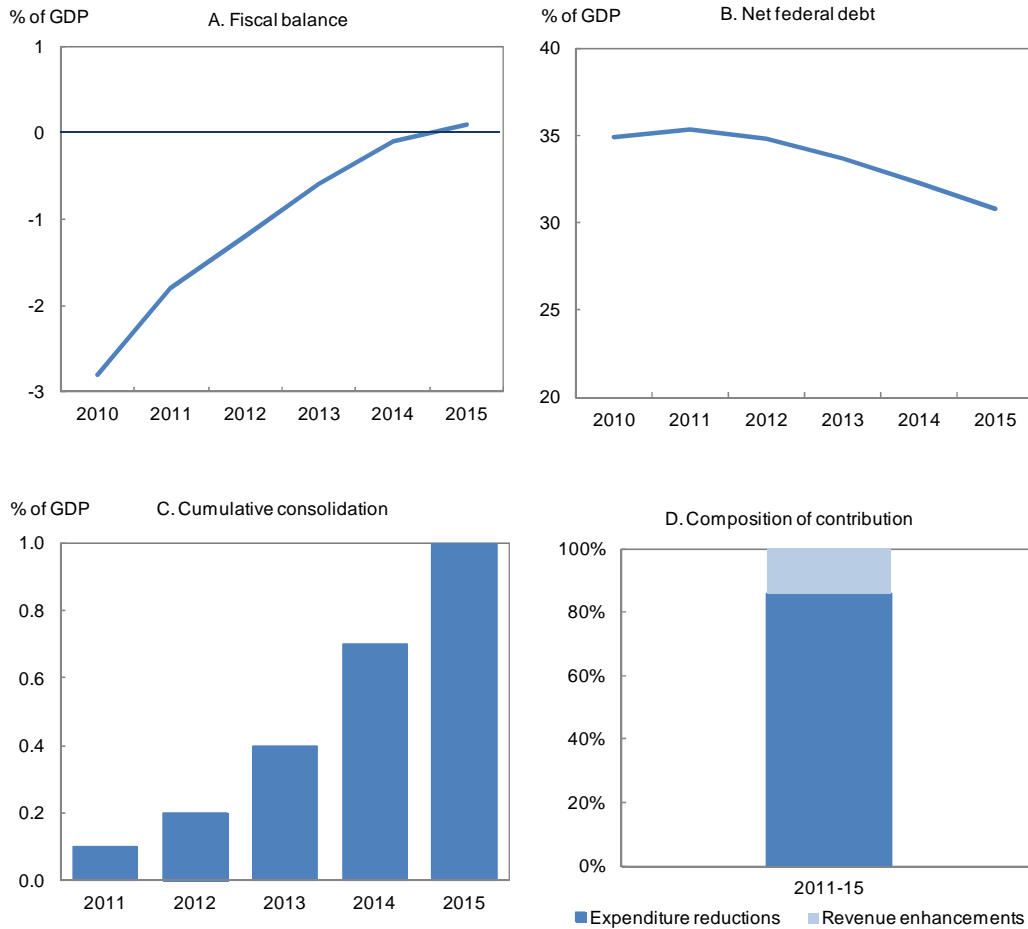 % of GDP
A. Fiscal balance
1
0
-1
-2
-3
2010 2011 2012 2013 2014 2015
% of GDP
B. Net federal debt
40
35
30
25
20
2010 2011 2012 2013 2014 2015
% of GDP
C. Cumulative consolidation
1.0
0.8
0.6
0.4
0.2
0.0
2011 2012 2013 2014 2015
D. Composition of contribution
100%
80%
60%
40%
20%
0%
2011-15
Expenditure reductions Revenue enhancements